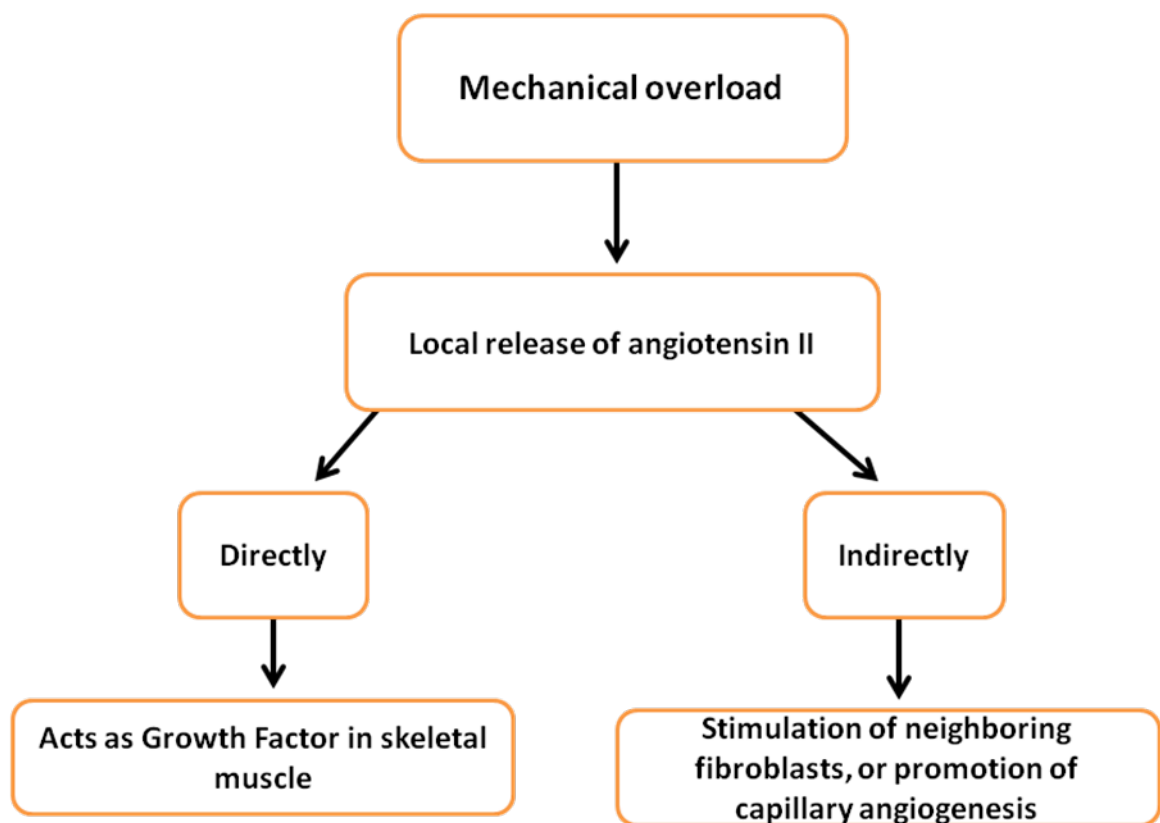 Mechanical overload
Local release of angiotensin II
Directly
Indirectly
Acts as Growth Factor in skeletal
muscle
Stimulation of neighboring
fibroblasts, or promotion of
capillary angiogenesis